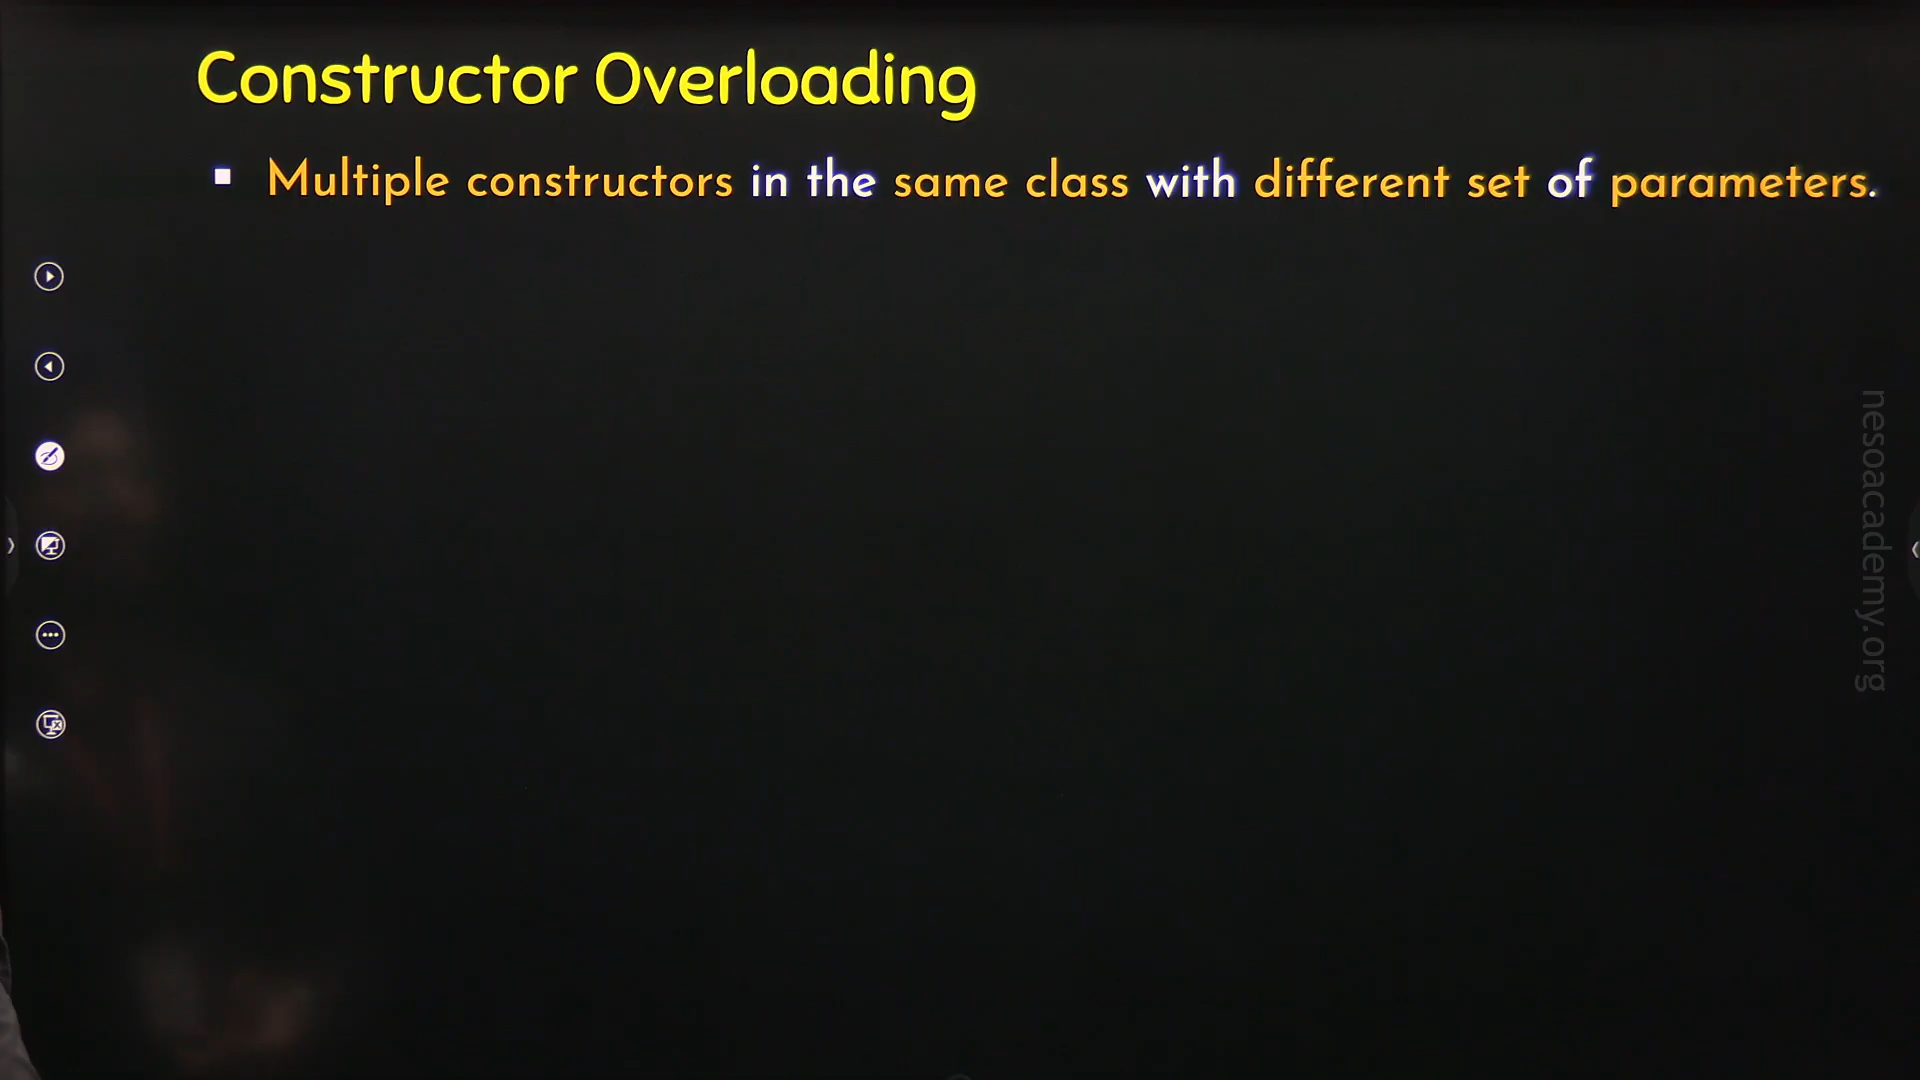 Constructor Overloading
▪ Multiple constructors in the same class with different set of parameters.
nesoacademy.org